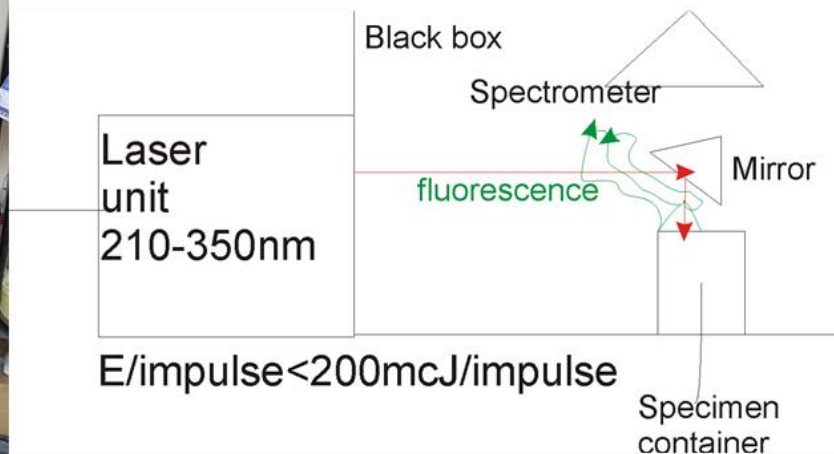 Black box
Spectrometer
Laser
unit
210-350nm
Mirror
fluorescence
E/impulse<200mcJ/impulse
Specimen
container